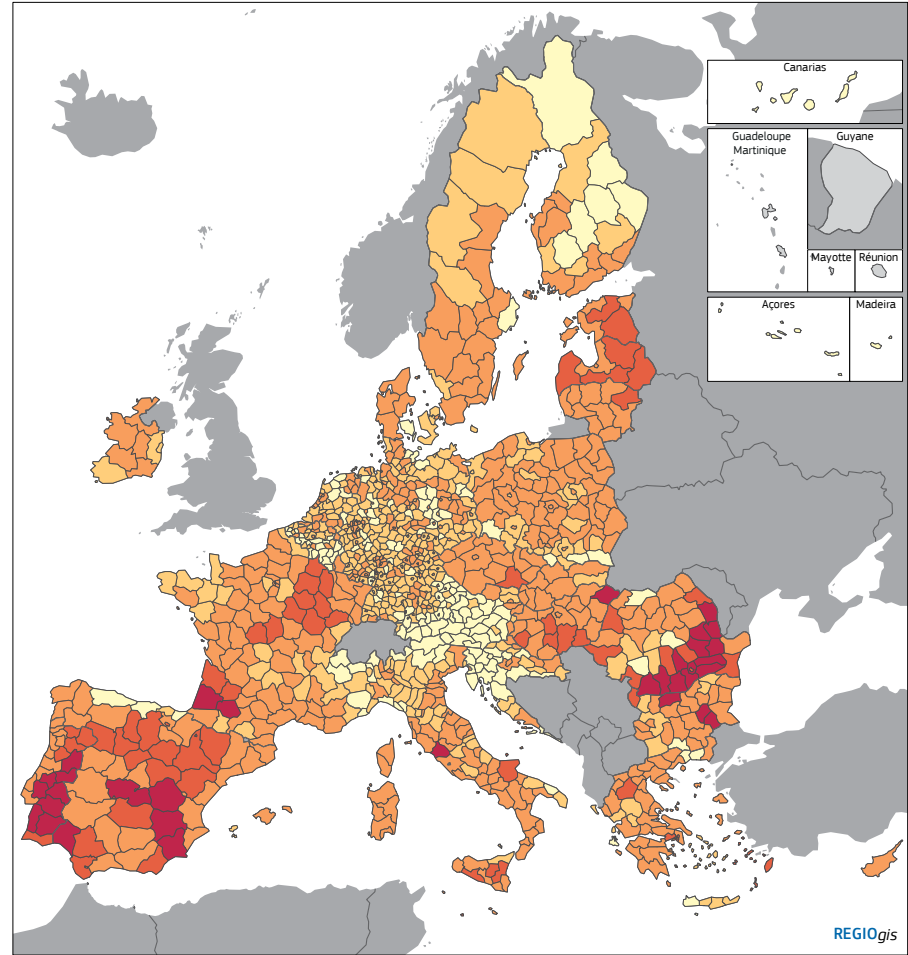 Canarias
Guadeloupe
Martinique
Guyane
Mayotte
Réunion
Açores
Madeira
REGIOgis